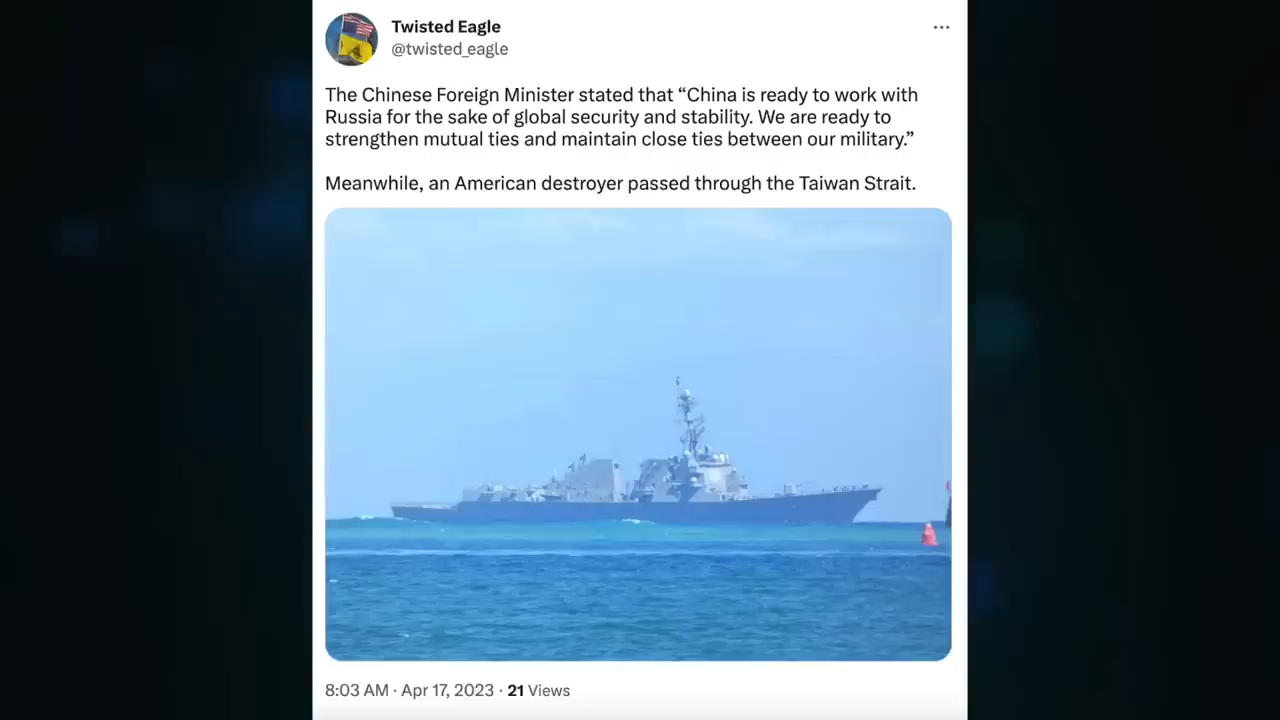 Twisted Eagle
@twisted_eagle
The Chinese Foreign Minister stated that “China is ready to work with
Russia for the sake of global security and stability. We are ready to
strengthen mutual ties and maintain close ties between our military.”
Meanwhile, an American destroyer passed through the Taiwan Strait.
8:03 AM · Apr 17, 2023 · 21 Views